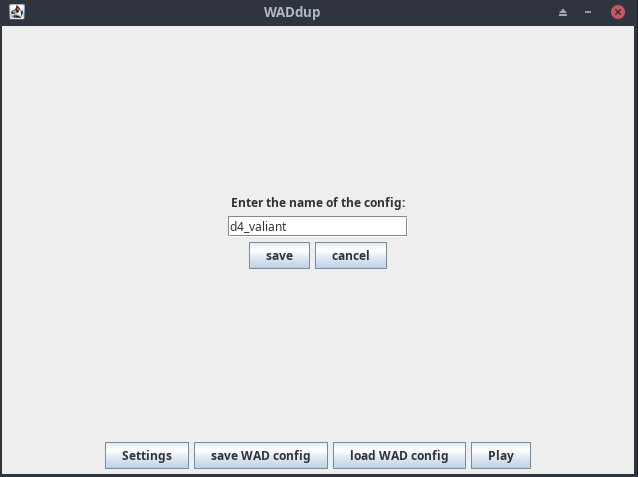 WADdup
Enter the name of the config:
d4_valiant
save cancel
Settings save WAD config load WAD config Play